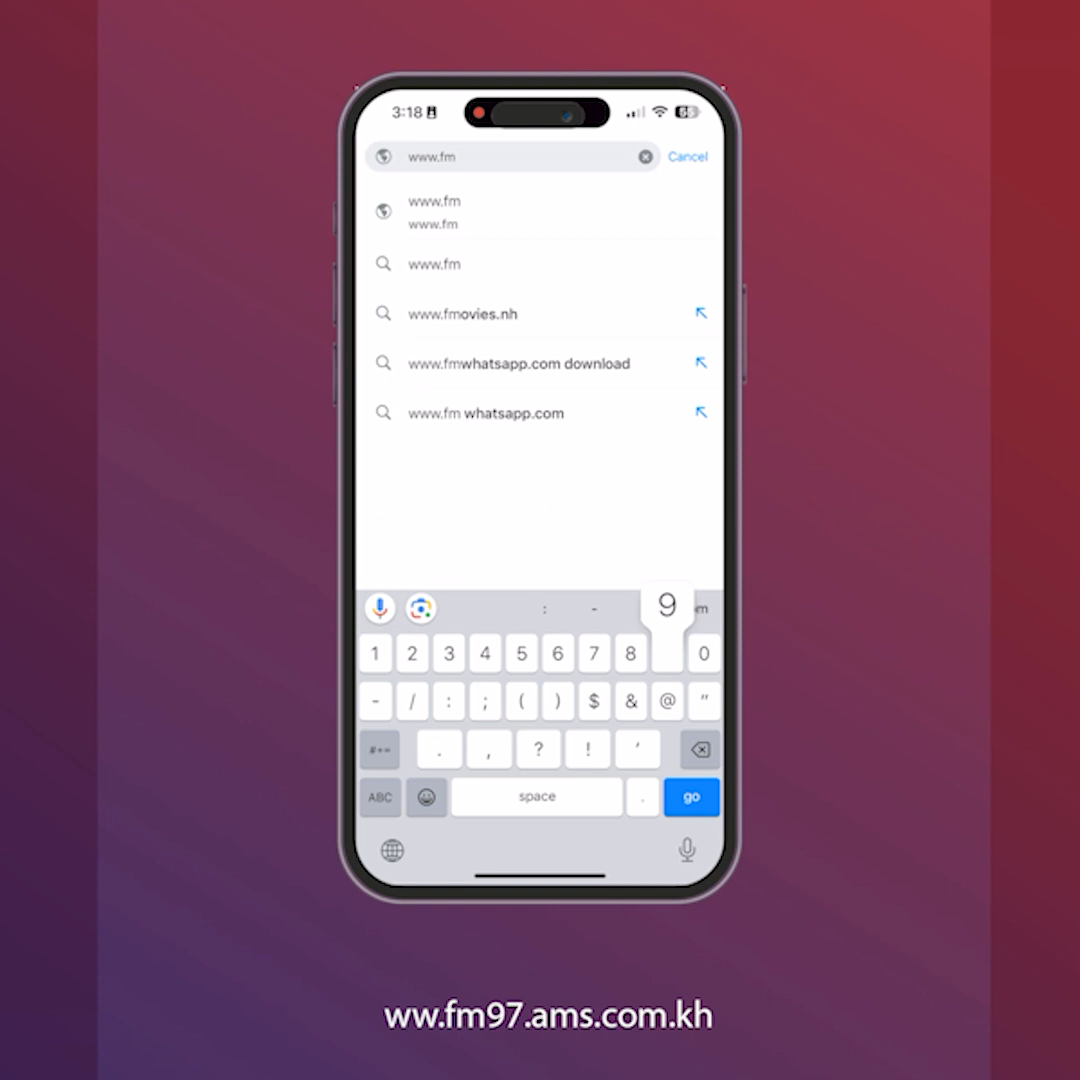 3:18
www.fm
Cancel
www.fm
www.fm
www.fm
www.fmovies.nh
www.fmwhatsapp.com download
www.fm whatsapp.com
: - 9
1 2 3 4 5 6 7 8 0
- / : ; ( ) $ & @ "
#+= . , ? ! '
ABC space . go
ww.fm97.ams.com.kh